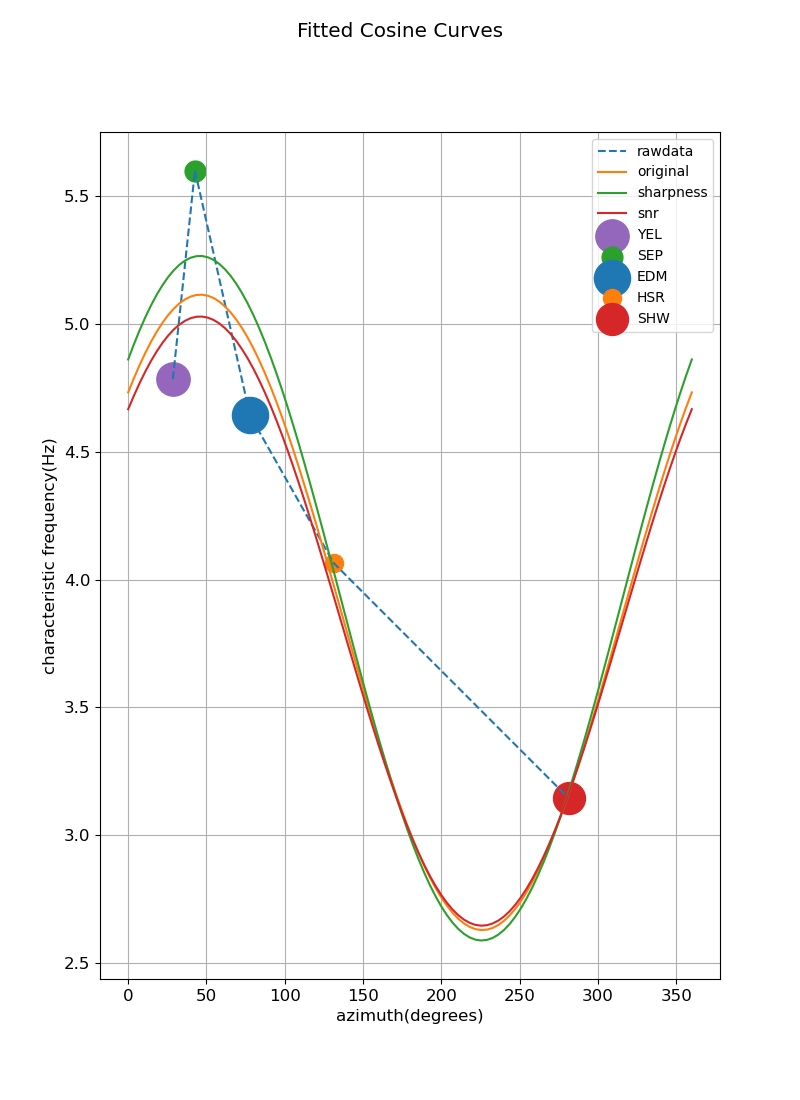 Fitted Cosine Curves
rawdata
original
sharpness
snr
YEL
SEP
EDM
HSR
SHW
5.5
5.0
4.5
4.0
3.5
3.0
2.5
characteristic frequency(Hz)
0 50 100 150 200 250 300 350
azimuth(degrees)